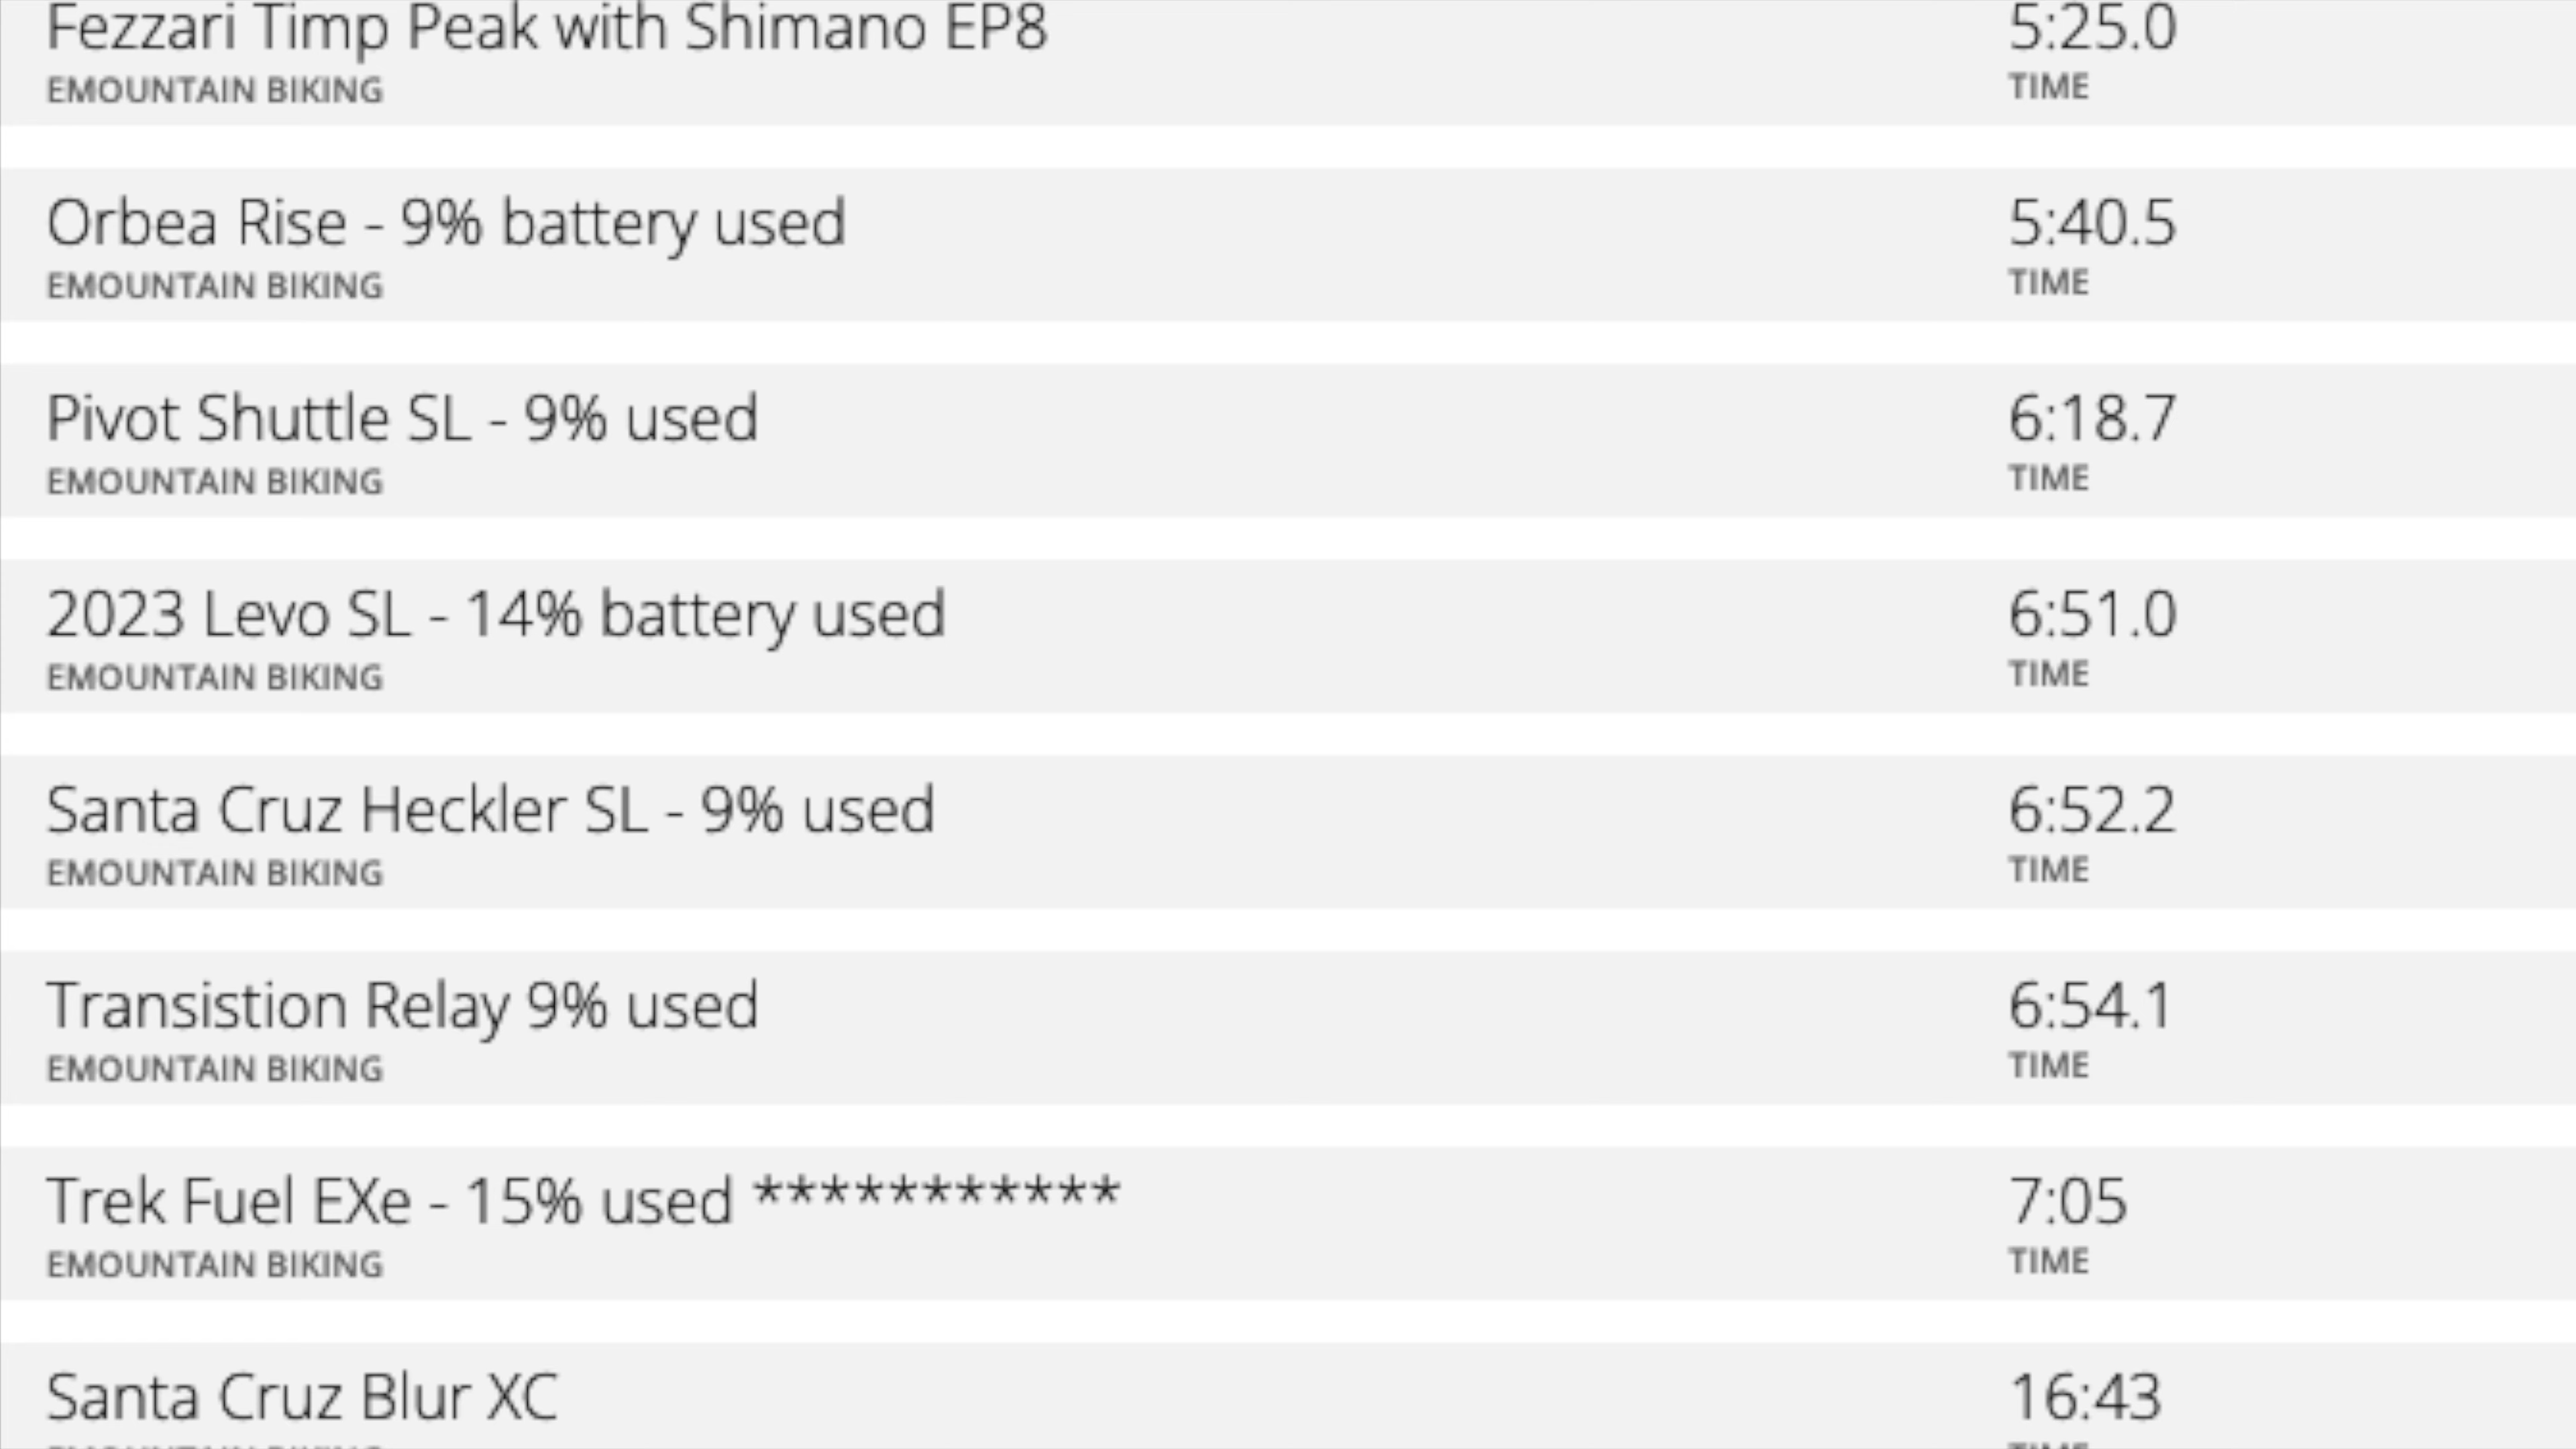 Fezzari Timp Peak with Shimano EP8 5:25.0
EMOUNTAIN BIKING TIME
Orbea Rise - 9% battery used 5:40.5
EMOUNTAIN BIKING TIME
Pivot Shuttle SL - 9% used 6:18.7
EMOUNTAIN BIKING TIME
2023 Levo SL - 14% battery used 6:51.0
EMOUNTAIN BIKING TIME
Santa Cruz Heckler SL - 9% used 6:52.2
EMOUNTAIN BIKING TIME
Transistion Relay 9% used 6:54.1
EMOUNTAIN BIKING TIME
Trek Fuel EXe - 15% used *********** 7:05
EMOUNTAIN BIKING TIME
Santa Cruz Blur XC 16:43